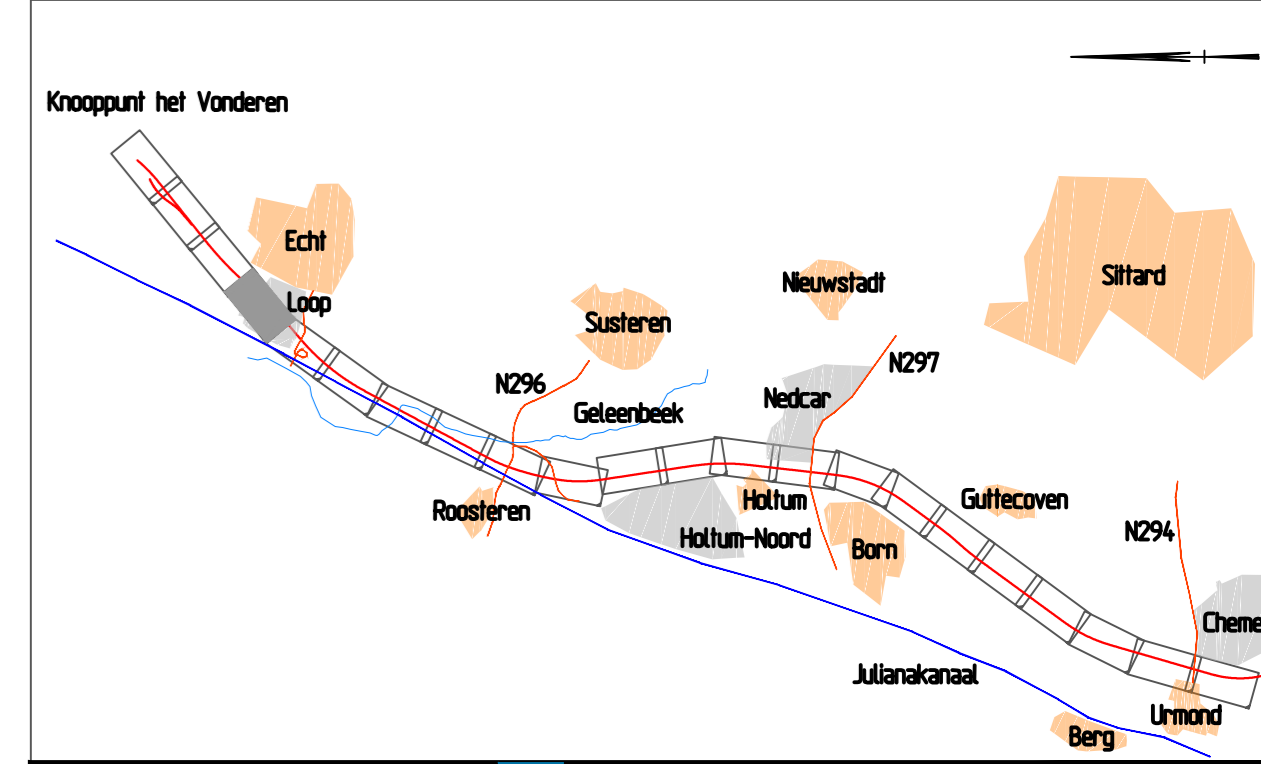 Knooppunt het Vonderen
Echt
Loop
Sittard
Nieuwstadt
Susteren
N297
N296
Nedcar
Geleenbeek
Holtum
Guttecoven
Roosteren
N294
Holtum-Noord
Born
Cheme
Julianakanaal
Urmond
Berg